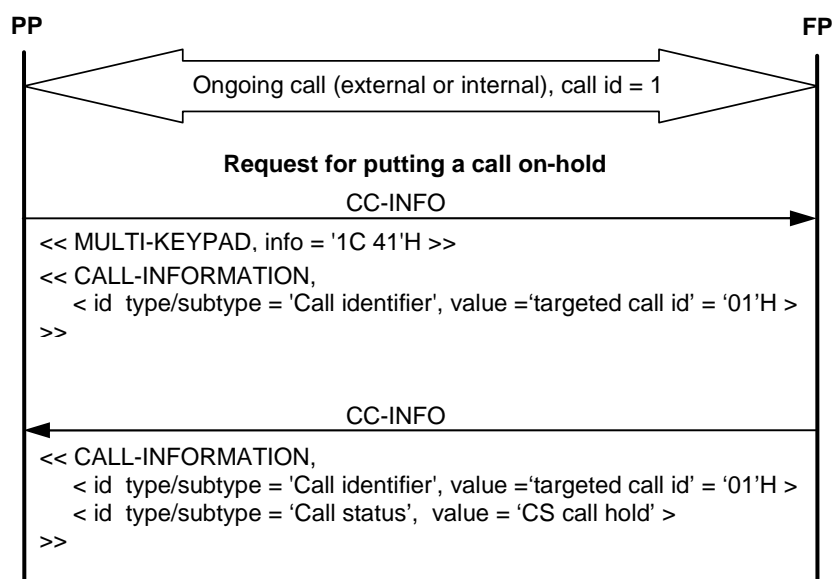 PP
FP
Ongoing call (external or internal), call id = 1
Request for putting a call on-hold
CC-INFO
<< MULTI-KEYPAD, info = '1C 41'H >>
<< CALL-INFORMATION,
< id type/subtype = 'Call identifier', value =‘targeted call id’ = ‘01’H >
>>
CC-INFO
<< CALL-INFORMATION,
< id type/subtype = 'Call identifier', value =‘targeted call id’ = ‘01’H >
< id type/subtype = ‘Call status’, value = ‘CS call hold’ >
>>